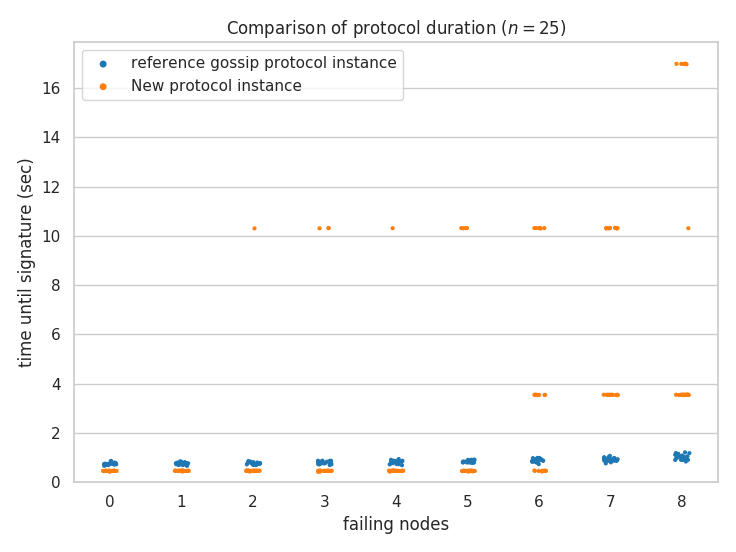 Comparison of protocol duration (n = 25)
reference gossip protocol instance
New protocol instance
time until signature (sec)
16
14
12
10
8
6
4
2
0
0 1 2 3 4 5 6 7 8
failing nodes